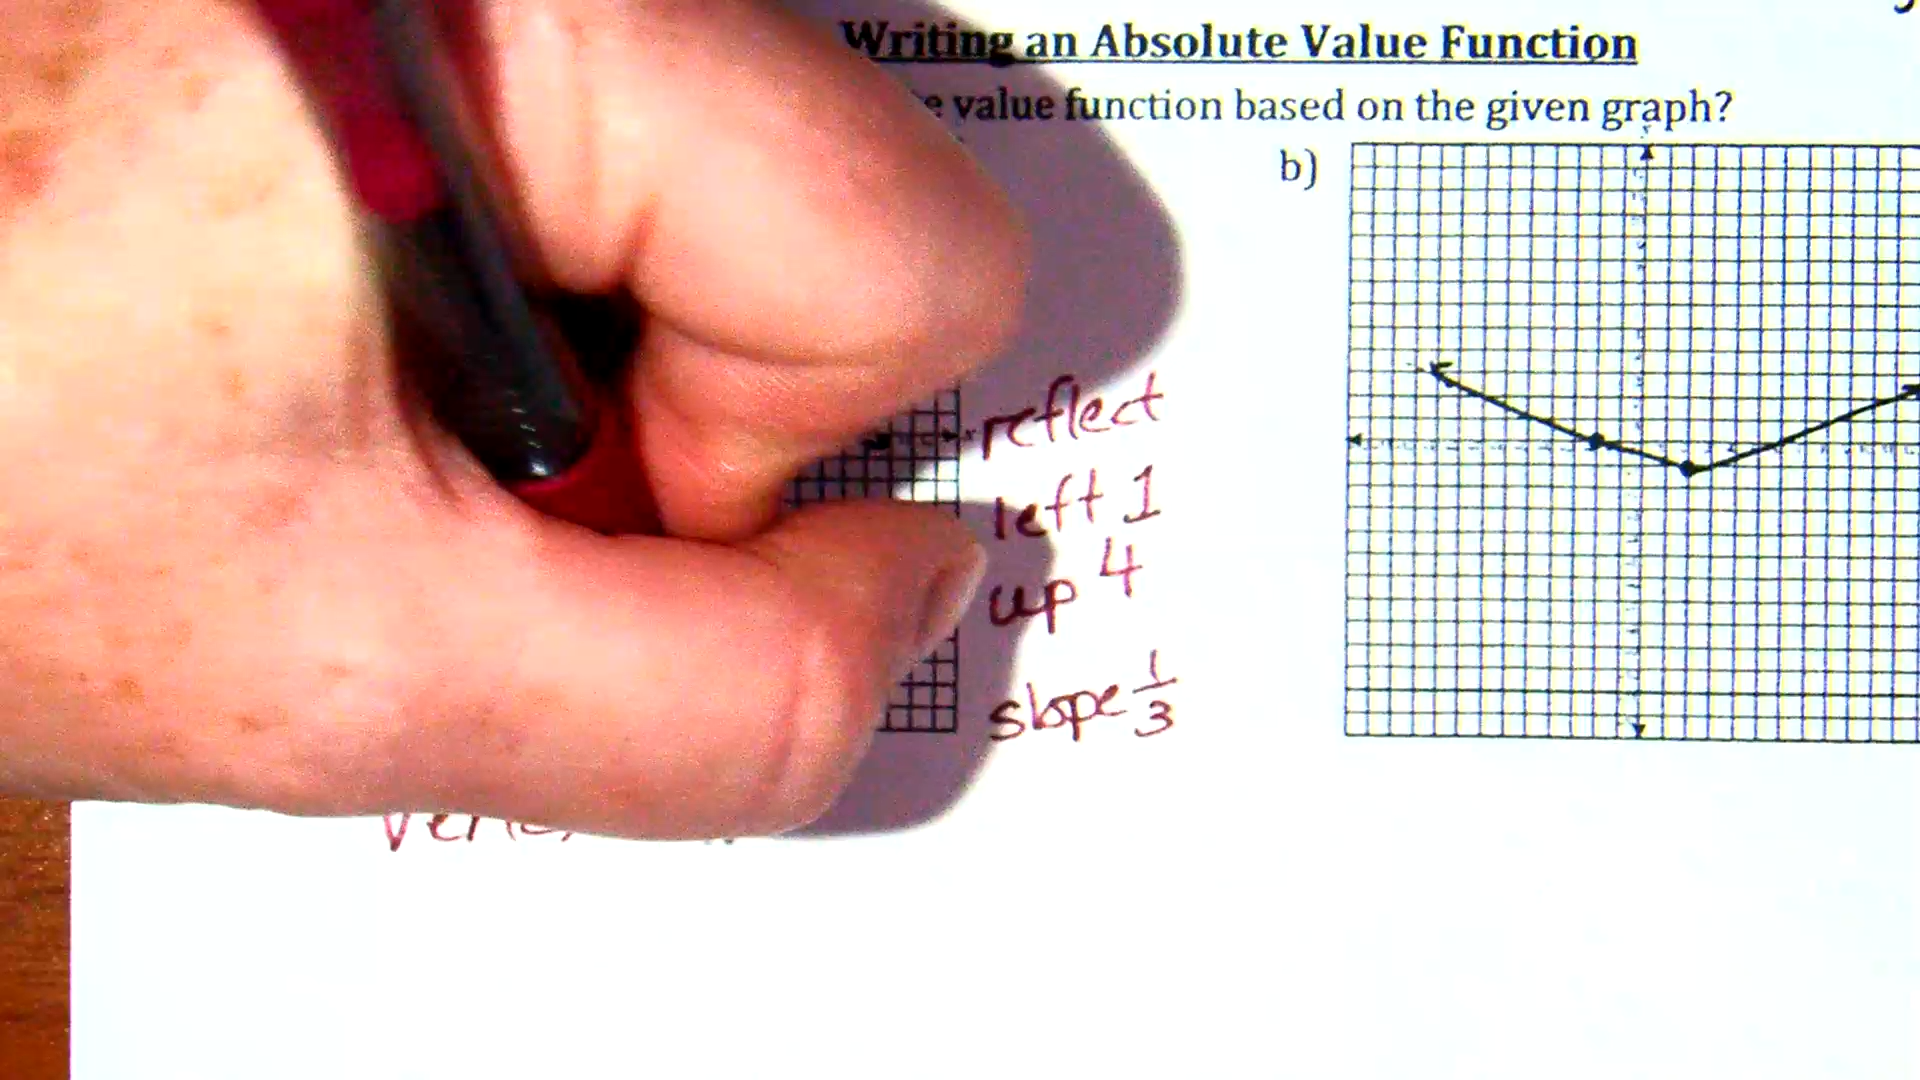 Writing an Absolute Value Function
value function based on the given graph?
b)
reflect
left 1
up 4
slope 1/3